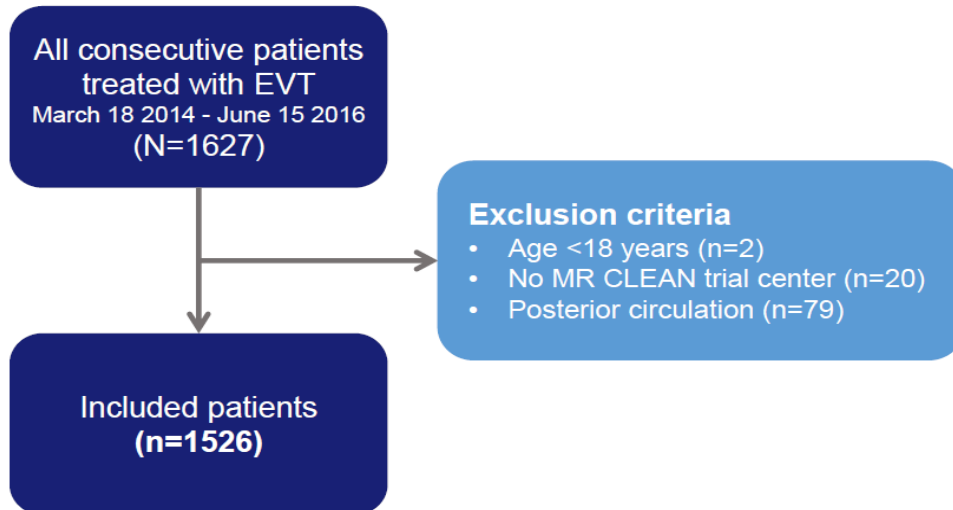 All consecutive patients
treated with EVT
March 18 2014 - June 15 2016
(N=1627)
Exclusion criteria
• Age <18 years (n=2)
• No MR CLEAN trial center (n=20)
• Posterior circulation (n=79)
Included patients
(n=1526)